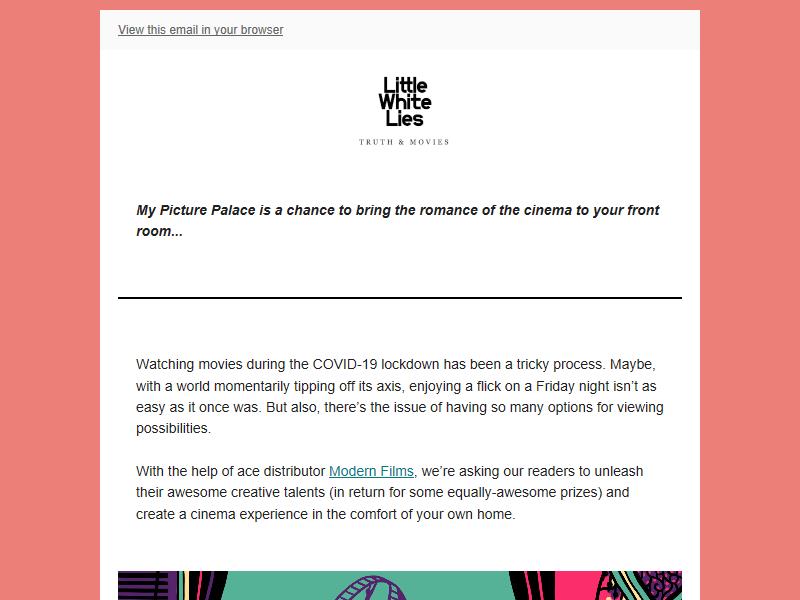 View this email in your browser
Little
White
Lies
TRUTH & MOVIES
My Picture Palace is a chance to bring the romance of the cinema to your front
room...
Watching movies during the COVID-19 lockdown has been a tricky process. Maybe,
with a world momentarily tipping off its axis, enjoying a flick on a Friday night isn’t as
easy as it once was. But also, there’s the issue of having so many options for viewing
possibilities.
With the help of ace distributor Modern Films, we’re asking our readers to unleash
their awesome creative talents (in return for some equally-awesome prizes) and
create a cinema experience in the comfort of your own home.